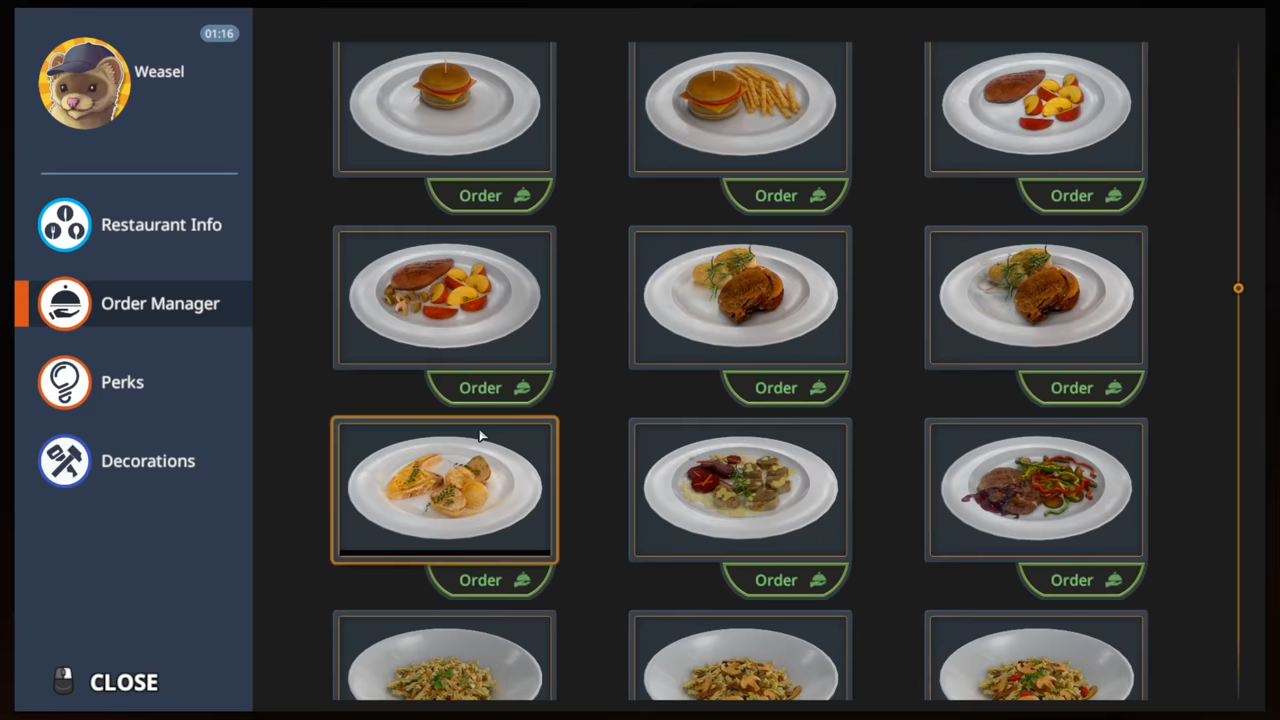 01:16
Weasel
Restaurant Info
Order Manager
Perks
Decorations
CLOSE
Order
Order
Order
Order
Order
Order
Order
Order
Order